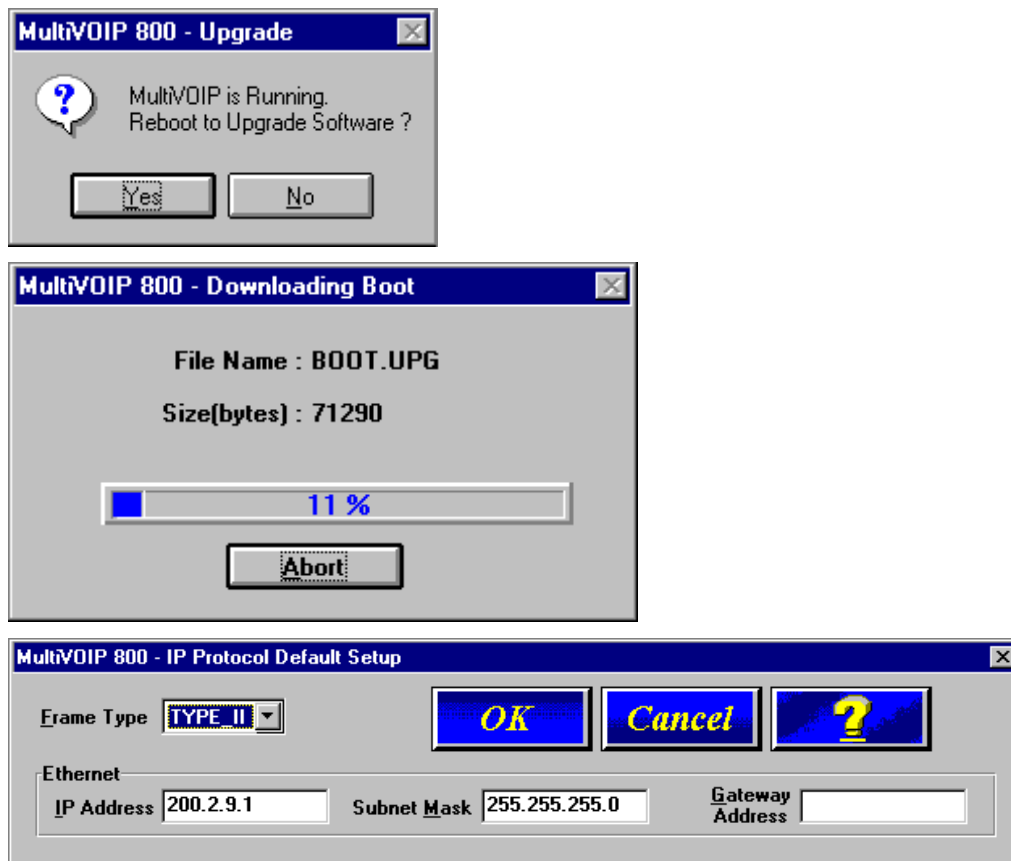 MultiVOIP 800 - Upgrade
MultiVOIP is Running.
Reboot to Upgrade Software ?
Yes No
MultiVOIP 800 - Downloading Boot
File Name : BOOT.UPG
Size(bytes) : 71290
11 %
Abort
MultiVOIP 800 - IP Protocol Default Setup
Frame Type TYPE_II OK Cancel ?
Ethernet
IP Address 200.2.9.1 Subnet Mask 255.255.255.0 Gateway Address